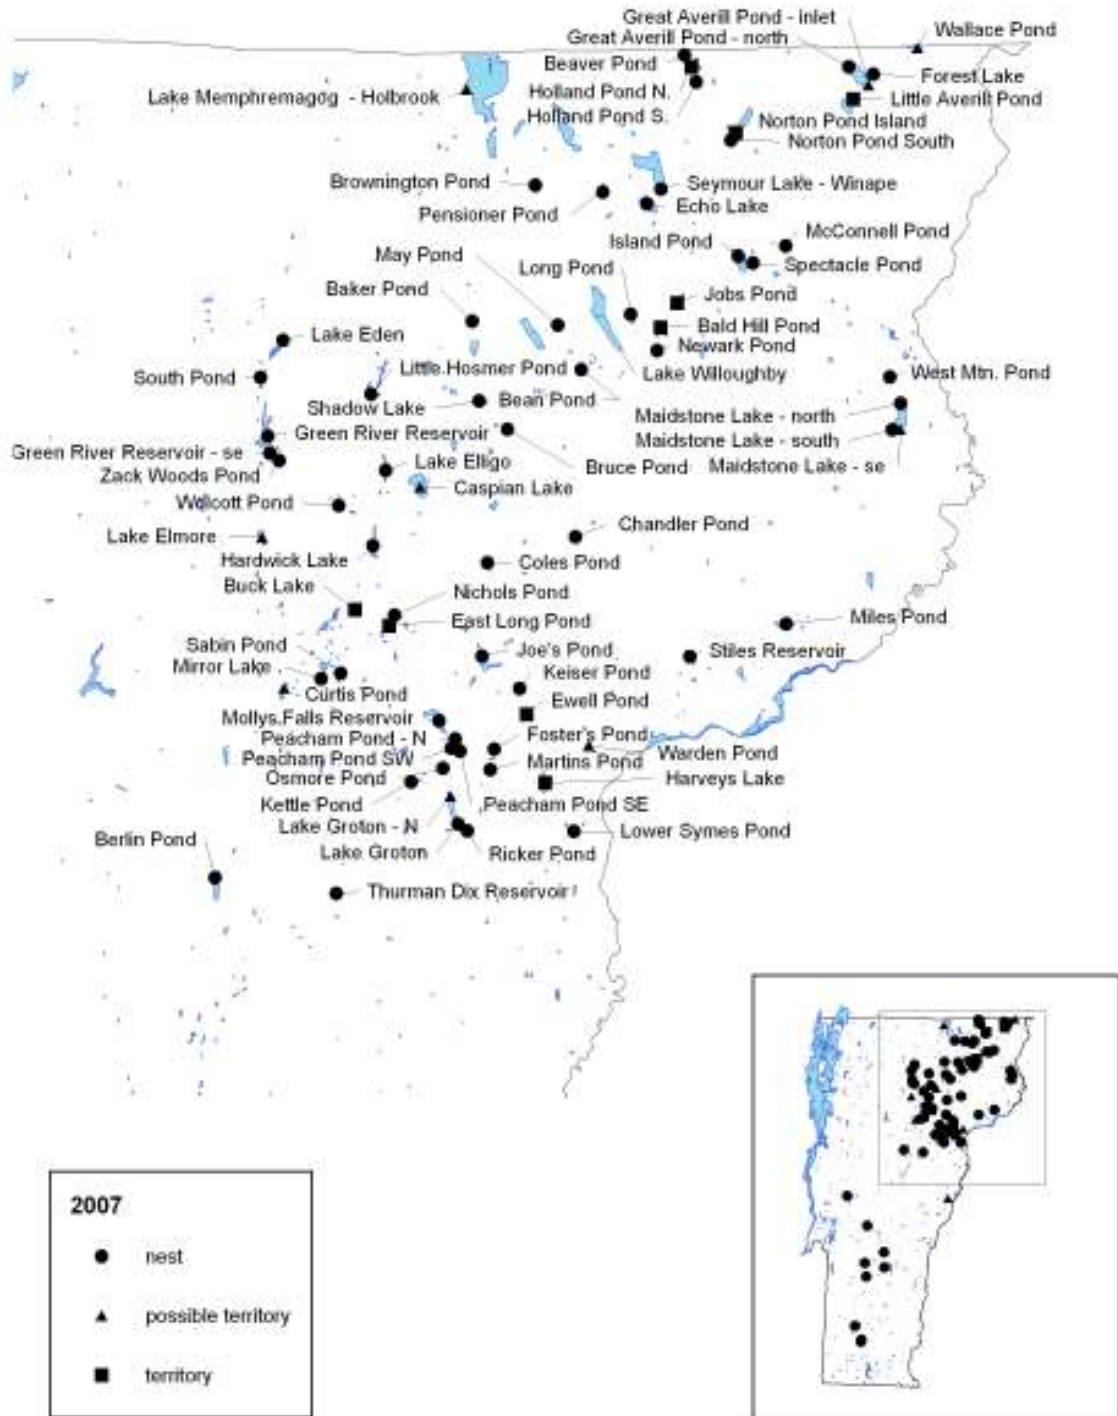 Great Averill Pond - inlet
Great Averill Pond - north
Wallace Pond
Beaver Pond
Forest Lake
Lake Memphremagog - Holbrook
Holland Pond N.
Little Averill Pond
Holland Pond S.
Norton Pond Island
Norton Pond South
Brownington Pond
Seymour Lake - Winape
Pensioner Pond
Echo Lake
McConnell Pond
Island Pond
May Pond
Long Pond
Spectacle Pond
Baker Pond
Jobs Pond
Lake Eden
Bald Hill Pond
Newark Pond
South Pond
Little Hosmer Pond
Lake Willoughby
West Mtn. Pond
Shadow Lake
Bean Pond
Maidstone Lake - north
Green River Reservoir
Maidstone Lake - south
Green River Reservoir - se
Lake Elligo
Bruce Pond
Maidstone Lake - se
Zack Woods Pond
Caspian Lake
Wolcott Pond
Chandler Pond
Lake Elmore
Hardwick Lake
Coles Pond
Buck Lake
Nichols Pond
East Long Pond
Miles Pond
Sabin Pond
Joe's Pond
Stiles Reservoir
Mirror Lake
Keiser Pond
Curtis Pond
Ewell Pond
Mollys Falls Reservoir
Foster's Pond
Peacham Pond - N
Warden Pond
Peacham Pond SW
Martins Pond
Osmore Pond
Harveys Lake
Kettle Pond
Peacham Pond SE
Lake Groton - N
Lower Symes Pond
Berlin Pond
Lake Groton
Ricker Pond
Thurman Dix Reservoir
2007
nest
possible territory
territory